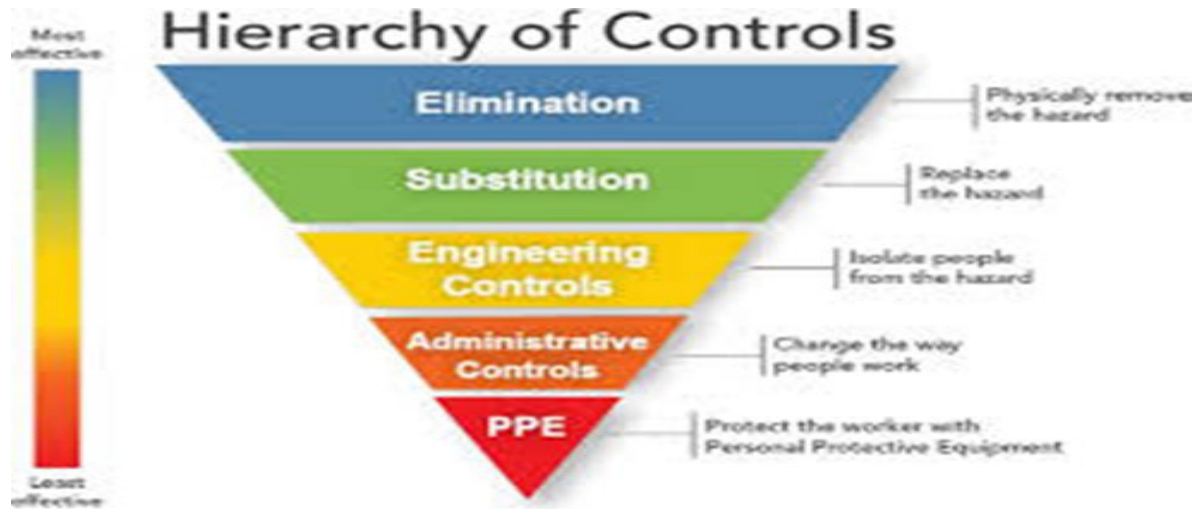 Hierarchy of Controls
Most
effective
Elimination
Physically remove
the hazard
Substitution
Replace
the hazard
Engineering
Controls
Isolate people
from the hazard
Administrative
Controls
Change the way
people work
PPE
Protect the worker with
Personal Protective Equipment
Least
effective